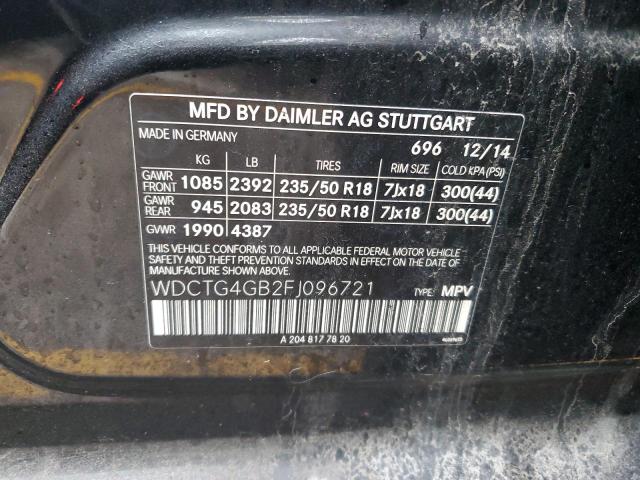 MFD BY DAIMLER AG STUTTGART
MADE IN GERMANY 696 12/14
KG LB TIRES RIM SIZE COLD KPA(PSI)
GAWR FRONT 1085 2392 235/50 R18 7Jx18 300(44)
GAWR REAR 945 2083 235/50 R18 7Jx18 300(44)
GVWR 1990 4387
THIS VEHICLE CONFORMS TO ALL APPLICABLE FEDERAL MOTOR VEHICLE
SAFETY AND THEFT PREVENTION STANDARDS IN EFFECT ON THE DATE OF
MANUFACTURE SHOWN ABOVE.
WDCTG4GB2FJ096721 TYPE: MPV
A 204 817 78 20